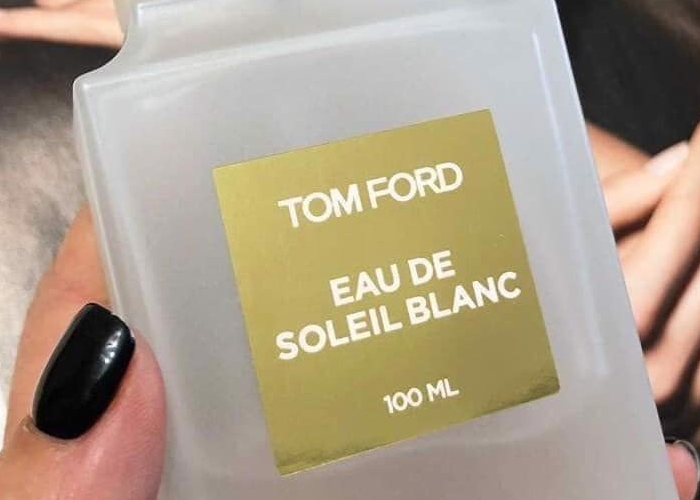 TOM FORD
EAU DE
SOLEIL BLANC
100 ML